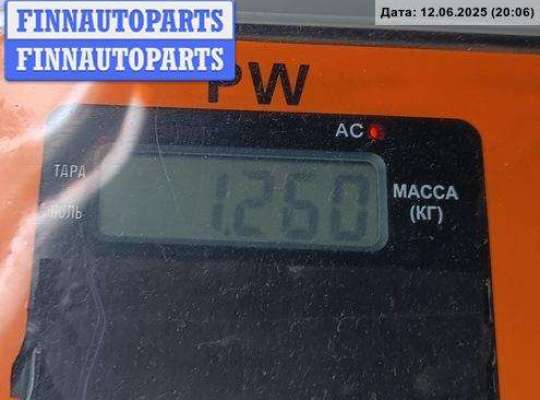 FINNAUTOPARTS
FINNAUTOPARTS
Дата: 12.06.2025 (20:06)
PW
AC
ТАРА
НОЛЬ
1.260
МАССА
(КГ)